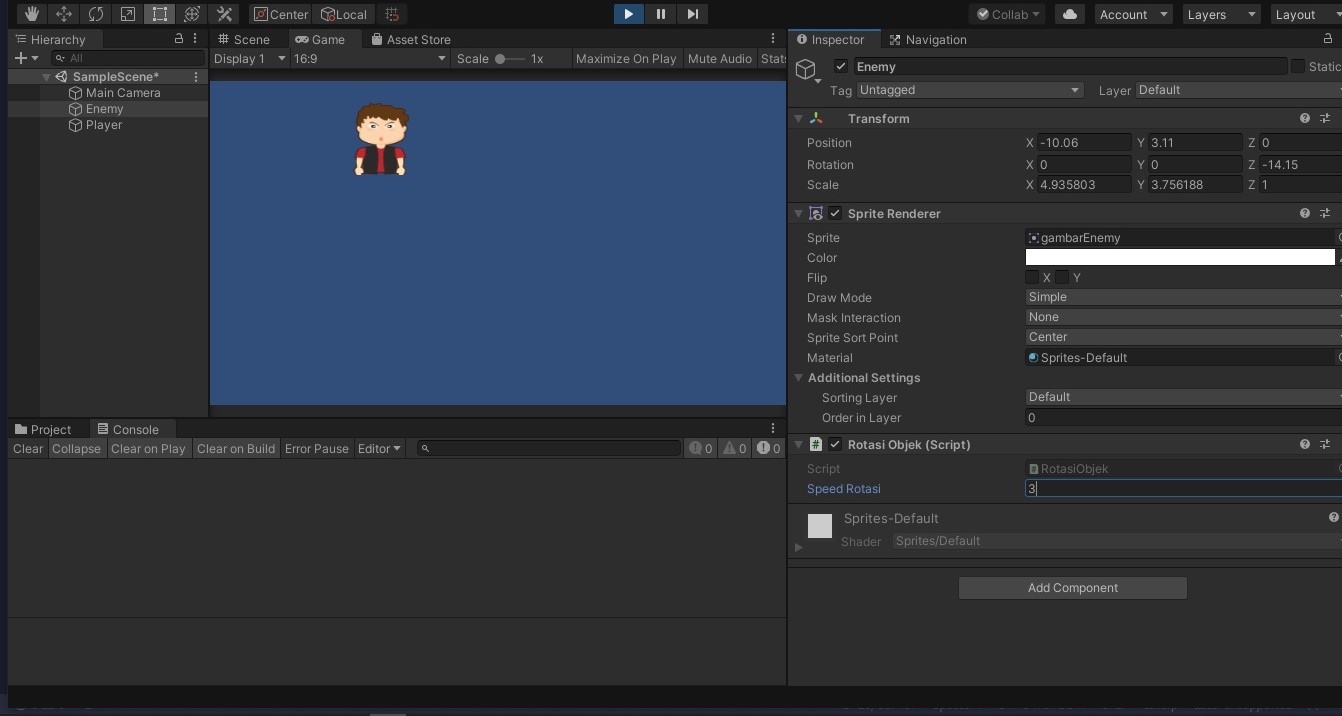 Center Local Collab Account Layers Layout
Hierarchy
All
SampleScene*
Main Camera
Enemy
Player
Scene Game Asset Store
Display 1 16:9 Scale 1x Maximize On Play Mute Audio Stats
Project Console
Clear Collapse Clear on Play Clear on Build Error Pause Editor 0 0 0
Inspector Navigation
Enemy Static
Tag Untagged Layer Default
Transform
Position X -10.06 Y 3.11 Z 0
Rotation X 0 Y 0 Z -14.15
Scale X 4.935803 Y 3.756188 Z 1
Sprite Renderer
Sprite gambarEnemy
Color
Flip X Y
Draw Mode Simple
Mask Interaction None
Sprite Sort Point Center
Material Sprites-Default
Additional Settings
Sorting Layer Default
Order in Layer 0
# Rotasi Objek (Script)
Script RotasiObjek
Speed Rotasi 3
Sprites-Default
Shader Sprites/Default
Add Component